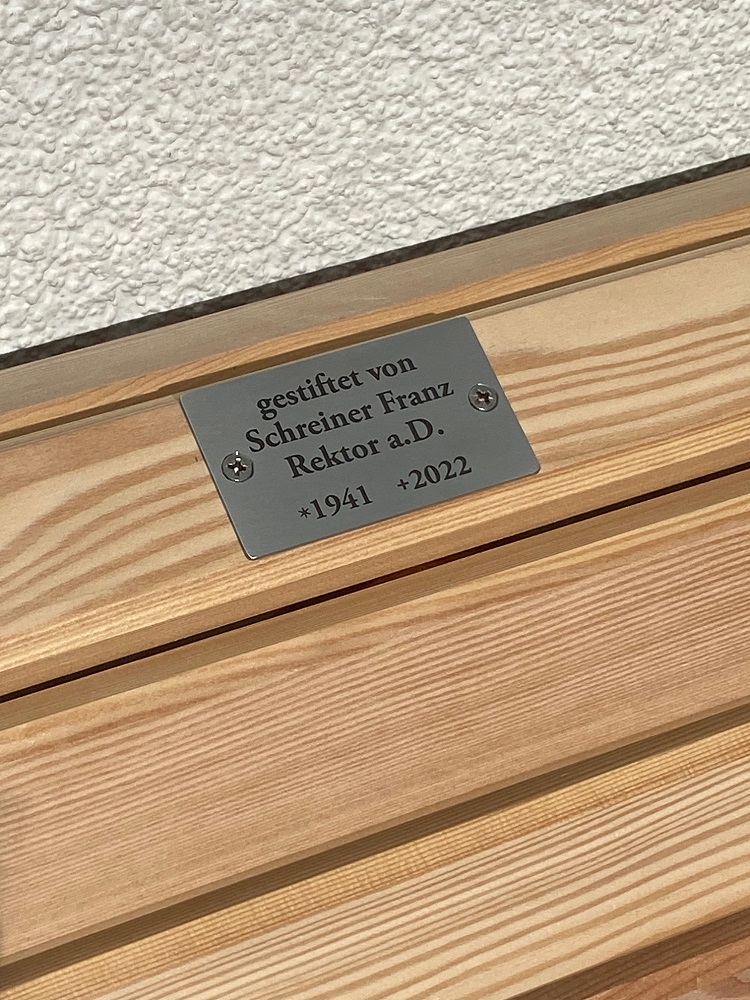 gestiftet von
Schreiner Franz
Rektor a.D.
*1941 +2022